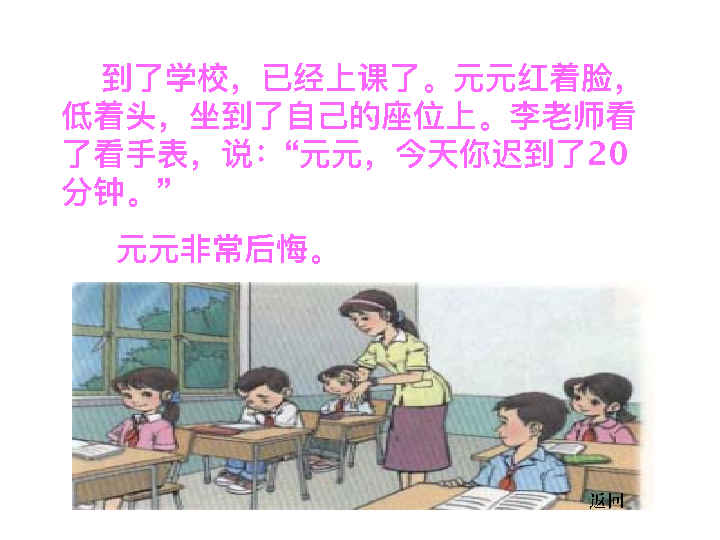 到了学校，已经上课了。元元红着脸，
低着头，坐到了自己的座位上。李老师看
了看手表，说：“元元，今天你迟到了20
分钟。”
元元非常后悔。
返回